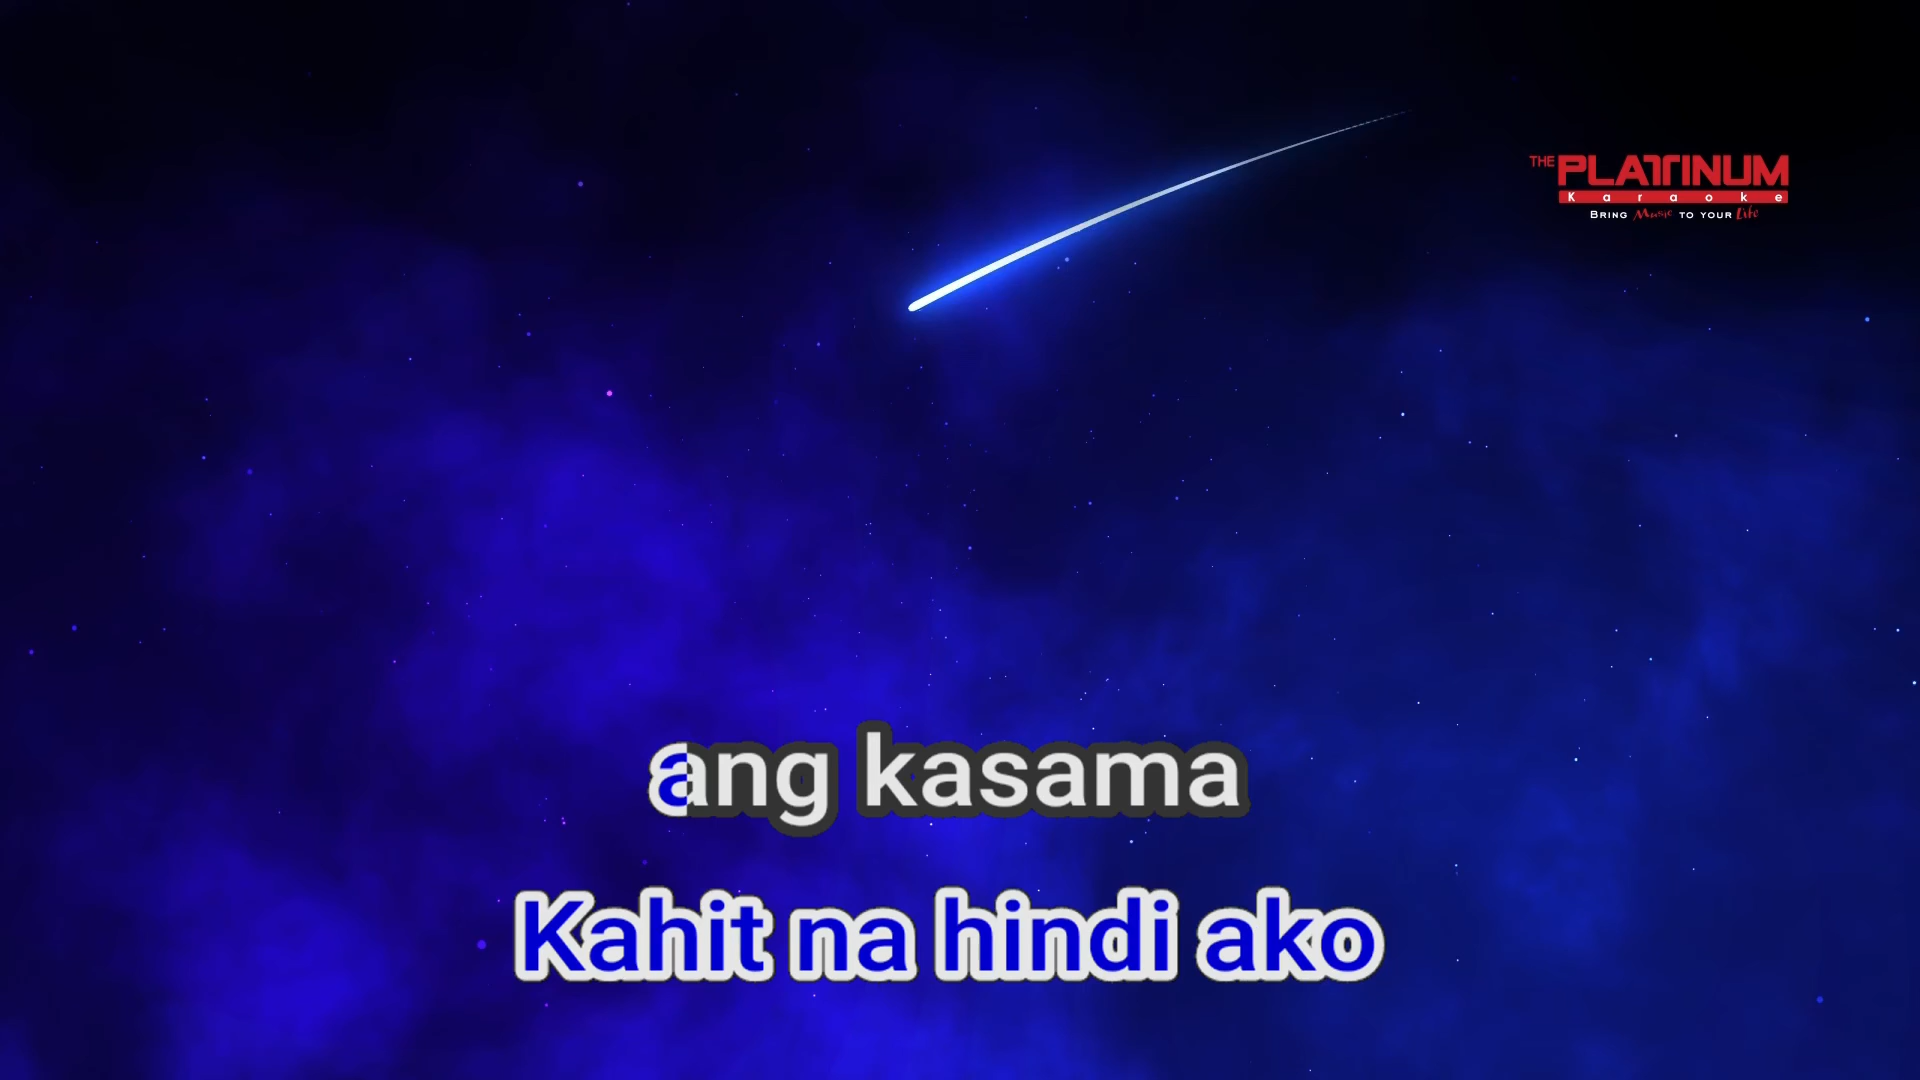 THE PLATINUM
Karaoke
BRING Music TO YOUR Life
ang kasama
Kahit na hindi ako